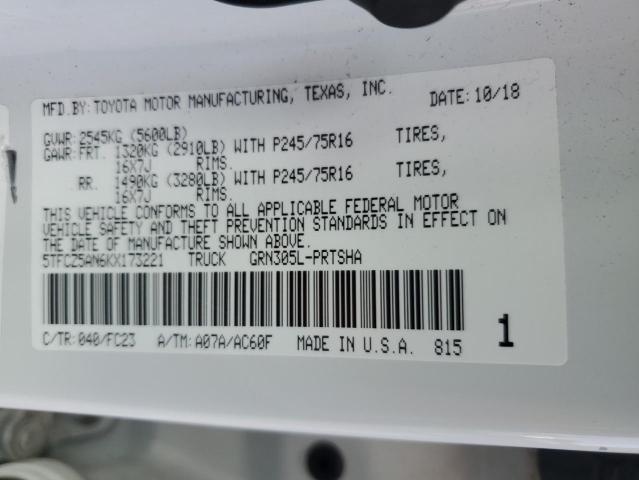 MFD.BY: TOYOTA MOTOR MANUFACTURING, TEXAS, INC. DATE: 10/18
GVWR: 2545KG (5600LB)
GAWR: FRT. 1320KG (2910LB) WITH P245/75R16 TIRES,
16X7J RIMS.
RR. 1490KG (3280LB) WITH P245/75R16 TIRES,
16X7J RIMS.
THIS VEHICLE CONFORMS TO ALL APPLICABLE FEDERAL MOTOR
VEHICLE SAFETY AND THEFT PREVENTION STANDARDS IN EFFECT ON
THE DATE OF MANUFACTURE SHOWN ABOVE.
5TFCZ5AN6KX173221 TRUCK GRN305L-PRTSHA
C/TR: 040/FC23 A/TM: A07A/AC60F MADE IN U.S.A. 815 1